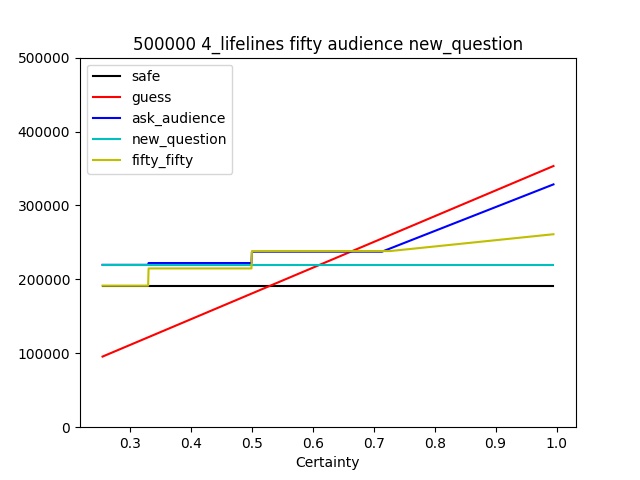 500000 4_lifelines fifty audience new_question
500000
400000
300000
200000
100000
0
safe
guess
ask_audience
new_question
fifty_fifty
0.3 0.4 0.5 0.6 0.7 0.8 0.9 1.0
Certainty